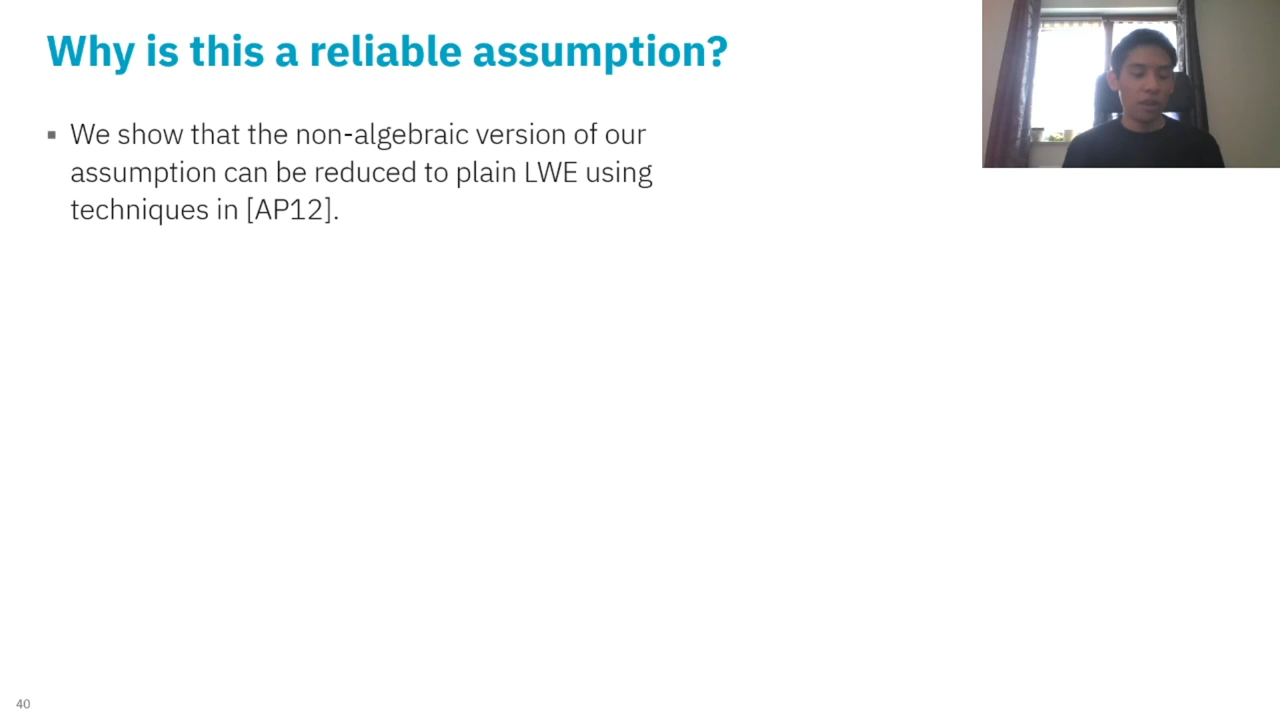 Why is this a reliable assumption?
▪ We show that the non-algebraic version of our
assumption can be reduced to plain LWE using
techniques in [AP12].
40